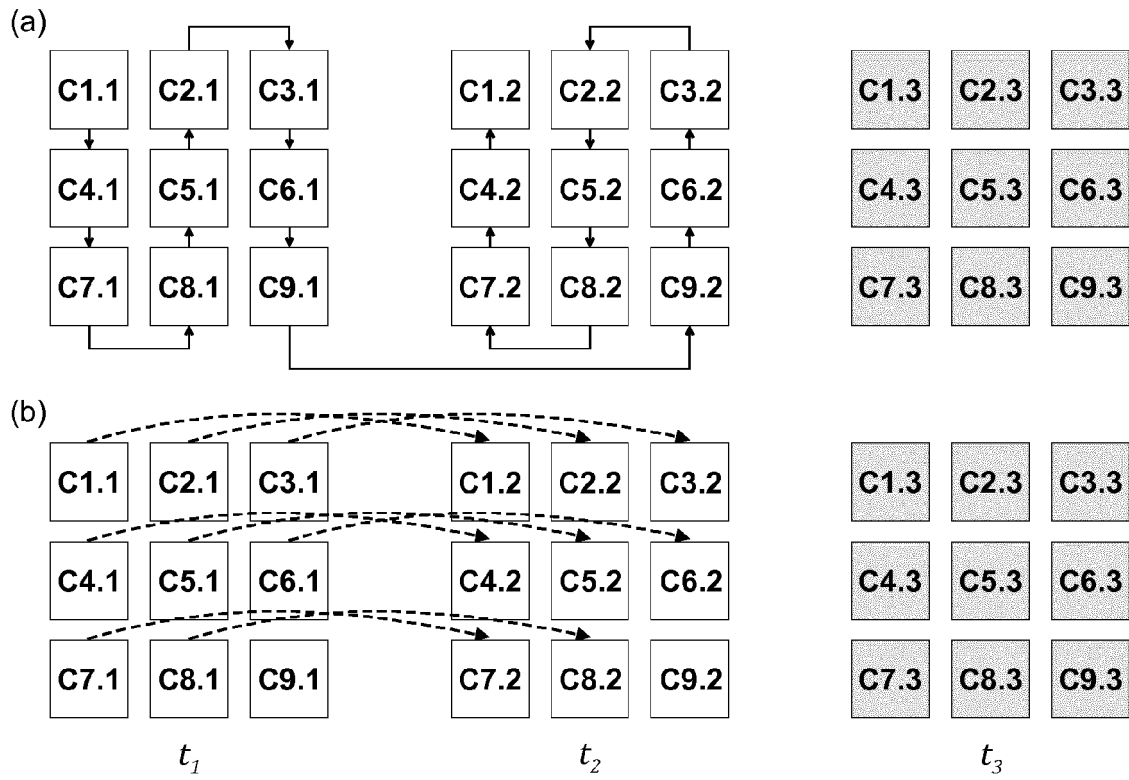 (a)
C1.1 C2.1 C3.1 C1.2 C2.2 C3.2 C1.3 C2.3 C3.3
C4.1 C5.1 C6.1 C4.2 C5.2 C6.2 C4.3 C5.3 C6.3
C7.1 C8.1 C9.1 C7.2 C8.2 C9.2 C7.3 C8.3 C9.3
(b)
C1.1 C2.1 C3.1 C1.2 C2.2 C3.2 C1.3 C2.3 C3.3
C4.1 C5.1 C6.1 C4.2 C5.2 C6.2 C4.3 C5.3 C6.3
C7.1 C8.1 C9.1 C7.2 C8.2 C9.2 C7.3 C8.3 C9.3
t₁ t₂ t₃